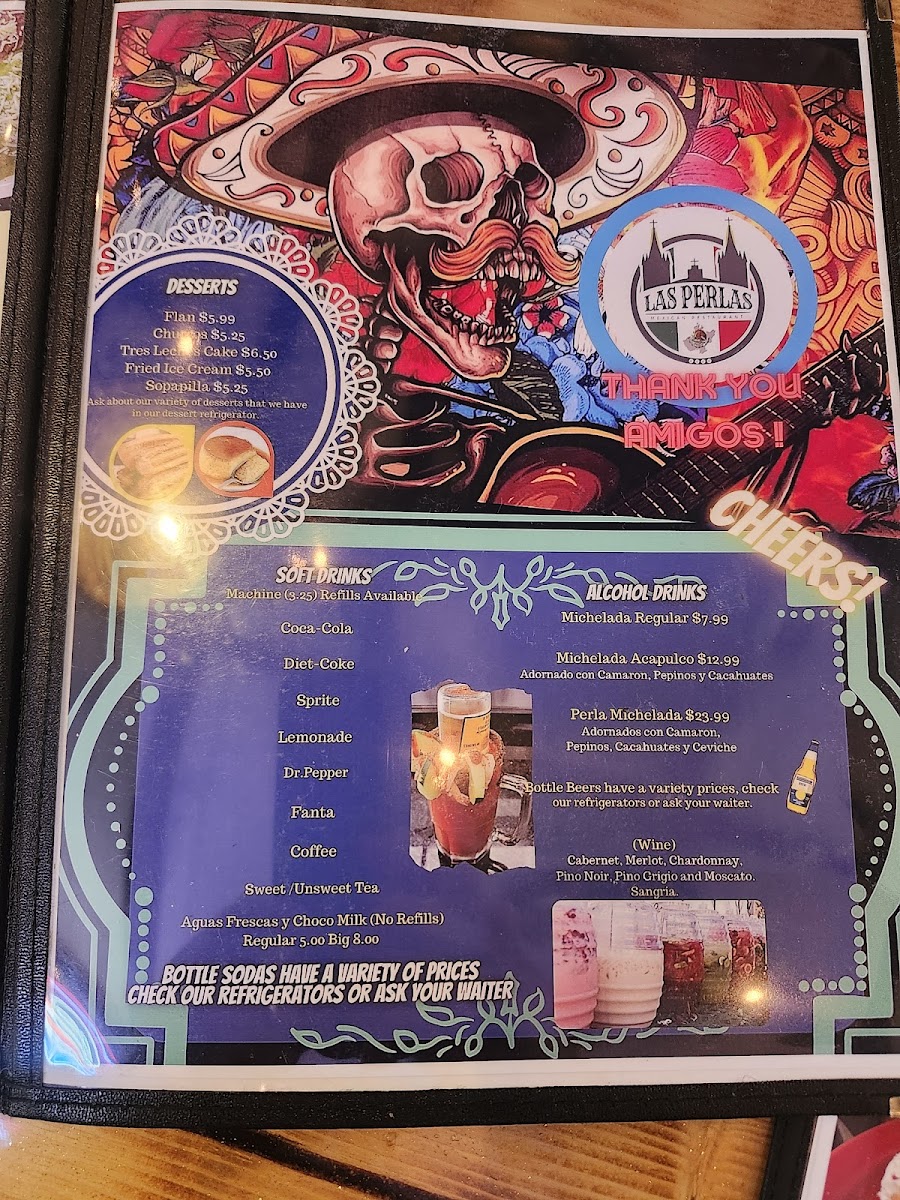 LAS PERLAS
MEXICAN RESTAURANT
THANK YOU
AMIGOS !
DESSERTS
Flan $5.99
Churros $5.25
Tres Leches Cake $6.50
Fried Ice Cream $5.50
Sopapilla $5.25
Ask about our variety of desserts that we have
in our dessert refrigerator.
CHEERS!
SOFT DRINKS
Machine (3.25) Refills Available
Coca-Cola
Diet-Coke
Sprite
Lemonade
Dr.Pepper
Fanta
Coffee
Sweet /Unsweet Tea
Aguas Frescas y Choco Milk (No Refills)
Regular 5.00 Big 8.00
BOTTLE SODAS HAVE A VARIETY OF PRICES
CHECK OUR REFRIGERATORS OR ASK YOUR WAITER
ALCOHOL DRINKS
Michelada Regular $7.99
Michelada Acapulco $12.99
Adornado con Camaron, Pepinos y Cacahuates
Perla Michelada $23.99
Adornados con Camaron,
Pepinos, Cacahuates y Ceviche
Bottle Beers have a variety prices, check
our refrigerators or ask your waiter.
(Wine)
Cabernet, Merlot, Chardonnay,
Pino Noir, Pino Grigio and Moscato.
Sangria.